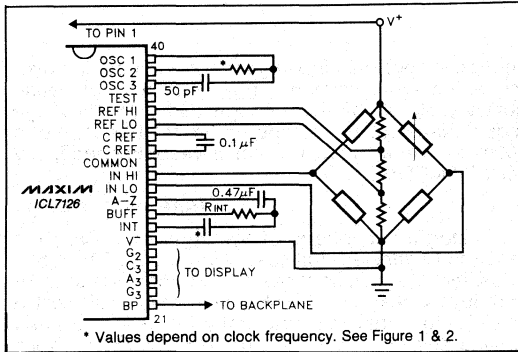 V+
TO PIN 1
40
OSC 1
OSC 2
*
OSC 3
50 pF
TEST
REF HI
REF LO
C REF
0.1μF
C REF
COMMON
IN HI
IN LO
0.47μF
A-Z
MAXIM
ICL7126
BUFF
RINT
INT
*
V-
G2
C3
TO DISPLAY
A3
G3
BP
TO BACKPLANE
21
* Values depend on clock frequency. See Figure 1 & 2.